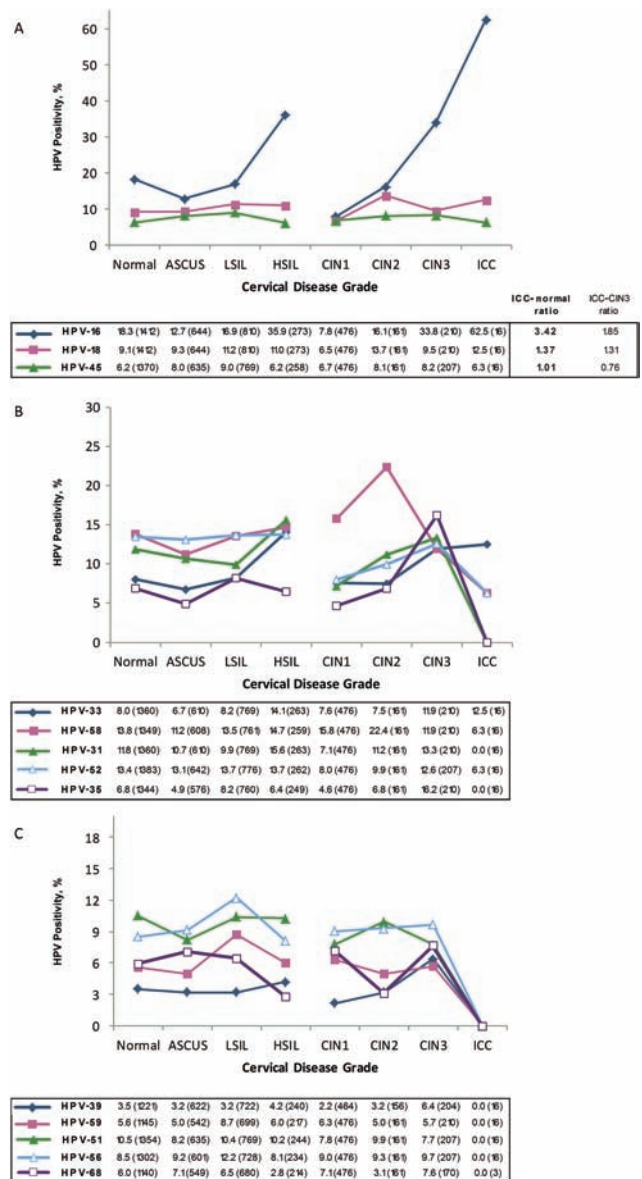 A
HPV Positivity, %
60
50
40
30
20
10
0
Normal ASCUS LSIL HSIL CIN1 CIN2 CIN3 ICC
Cervical Disease Grade
ICC-normal ratio ICC-CIN3 ratio
HPV-16 18.3 (1412) 12.7 (644) 16.9 (810) 35.9 (273) 7.8 (476) 16.1 (161) 33.8 (210) 62.5 (16) 3.42 1.85
HPV-18 9.1 (1412) 9.3 (644) 11.2 (810) 11.0 (273) 6.5 (476) 13.7 (161) 9.5 (210) 12.5 (16) 1.37 1.31
HPV-45 6.2 (1370) 8.0 (635) 9.0 (769) 6.2 (258) 6.7 (476) 8.1 (161) 8.2 (207) 6.3 (16) 1.01 0.76
B
HPV Positivity, %
30
25
20
15
10
5
0
Normal ASCUS LSIL HSIL CIN1 CIN2 CIN3 ICC
Cervical Disease Grade
HPV-33 8.0 (1360) 6.7 (610) 8.2 (769) 14.1 (263) 7.6 (476) 7.5 (161) 11.9 (210) 12.5 (16)
HPV-58 13.8 (1349) 11.2 (608) 13.5 (761) 14.7 (259) 15.8 (476) 22.4 (161) 11.9 (210) 6.3 (16)
HPV-31 11.8 (1360) 10.7 (610) 9.9 (769) 15.6 (263) 7.1 (476) 11.2 (161) 13.3 (210) 0.0 (16)
HPV-52 13.4 (1383) 13.1 (642) 13.7 (776) 13.7 (262) 8.0 (476) 9.9 (161) 12.6 (207) 6.3 (16)
HPV-35 6.8 (1344) 4.9 (576) 8.2 (760) 6.4 (249) 4.6 (476) 6.8 (161) 16.2 (210) 0.0 (16)
C
HPV Positivity, %
18
15
12
9
6
3
0
Normal ASCUS LSIL HSIL CIN1 CIN2 CIN3 ICC
Cervical Disease Grade
HPV-39 3.5 (1221) 3.2 (622) 3.2 (722) 4.2 (240) 2.2 (464) 3.2 (156) 6.4 (204) 0.0 (16)
HPV-59 5.6 (1145) 5.0 (542) 8.7 (699) 6.0 (217) 6.3 (476) 5.0 (161) 5.7 (210) 0.0 (16)
HPV-51 10.5 (1354) 8.2 (635) 10.4 (769) 10.2 (244) 7.8 (476) 9.9 (161) 7.7 (207) 0.0 (16)
HPV-56 8.5 (1302) 9.2 (601) 12.2 (728) 8.1 (234) 9.0 (476) 9.3 (161) 9.7 (207) 0.0 (16)
HPV-68 6.0 (1140) 7.1 (549) 6.5 (680) 2.8 (214) 7.1 (476) 3.1 (161) 7.6 (170) 0.0 (3)